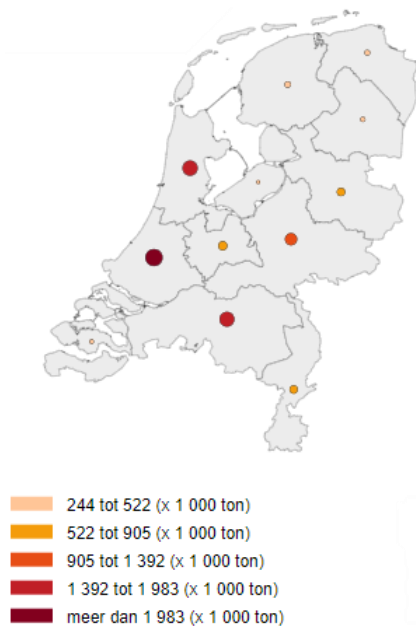 244 tot 522 (x 1 000 ton)
522 tot 905 (x 1 000 ton)
905 tot 1 392 (x 1 000 ton)
1 392 tot 1 983 (x 1 000 ton)
meer dan 1 983 (x 1 000 ton)